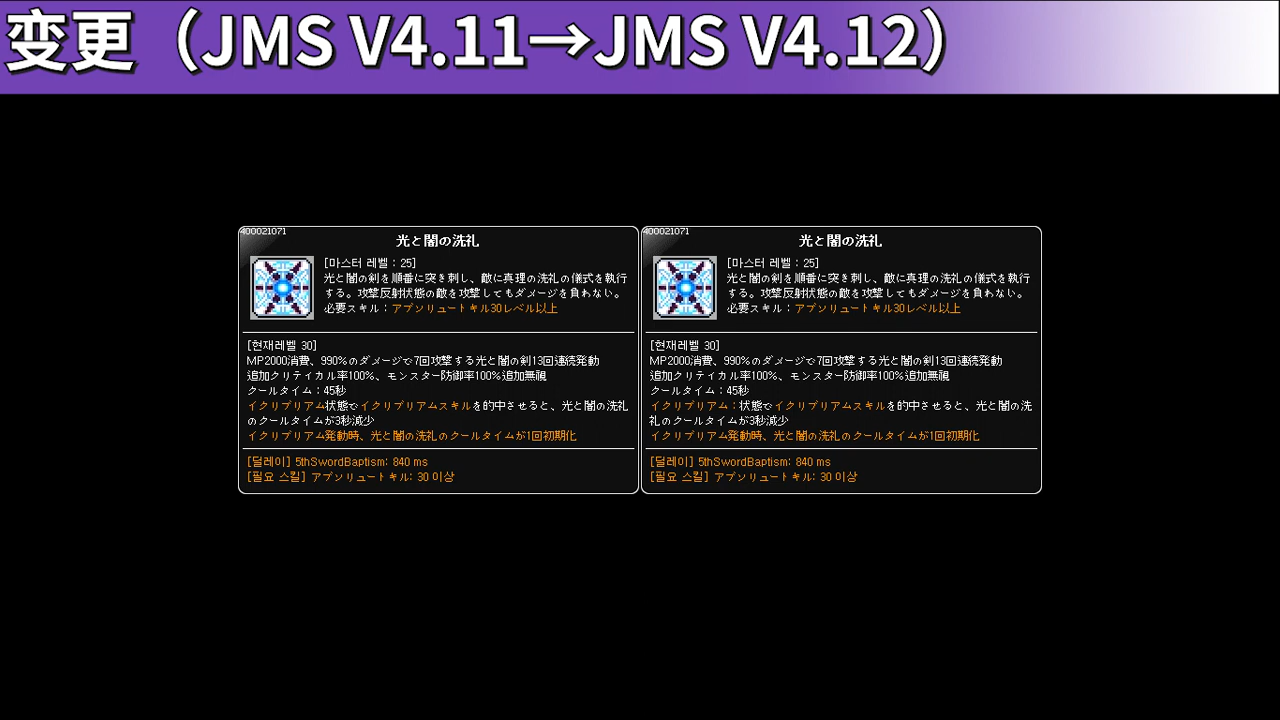 変更（JMS V4.11→JMS V4.12）
400021071
光と闇の洗礼
[마스터 레벨 : 25]
光と闇の剣を順番に突き刺し、敵に真理の洗礼の儀式を執行
する。攻撃反射状態の敵を攻撃してもダメージを負わない。
必要スキル：アブソリュートキル30レベル以上
[현재레벨 30]
MP2000消費、990%のダメージで7回攻撃する光と闇の剣13回連続発動
追加クリティカル率100%、モンスター防御率100%追加無視
クールタイム：45秒
イクリブリアム状態でイクリブリアムスキルを的中させると、光と闇の洗礼
のクールタイムが3秒減少
イクリブリアム発動時、光と闇の洗礼のクールタイムが1回初期化
[딜레이] 5thSwordBaptism: 840 ms
[필요 스킬] アブソリュートキル: 30 이상
400021071
光と闇の洗礼
[마스터 레벨 : 25]
光と闇の剣を順番に突き刺し、敵に真理の洗礼の儀式を執行
する。攻撃反射状態の敵を攻撃してもダメージを負わない。
必要スキル：アブソリュートキル30レベル以上
[현재레벨 30]
MP2000消費、990%のダメージで7回攻撃する光と闇の剣13回連続発動
追加クリティカル率100%、モンスター防御率100%追加無視
クールタイム：45秒
イクリブリアム：状態でイクリブリアムスキルを的中させると、光と闇の洗
礼のクールタイムが3秒減少
イクリブリアム発動時、光と闇の洗礼のクールタイムが1回初期化
[딜레이] 5thSwordBaptism: 840 ms
[필요 스킬] アブソリュートキル: 30 이상